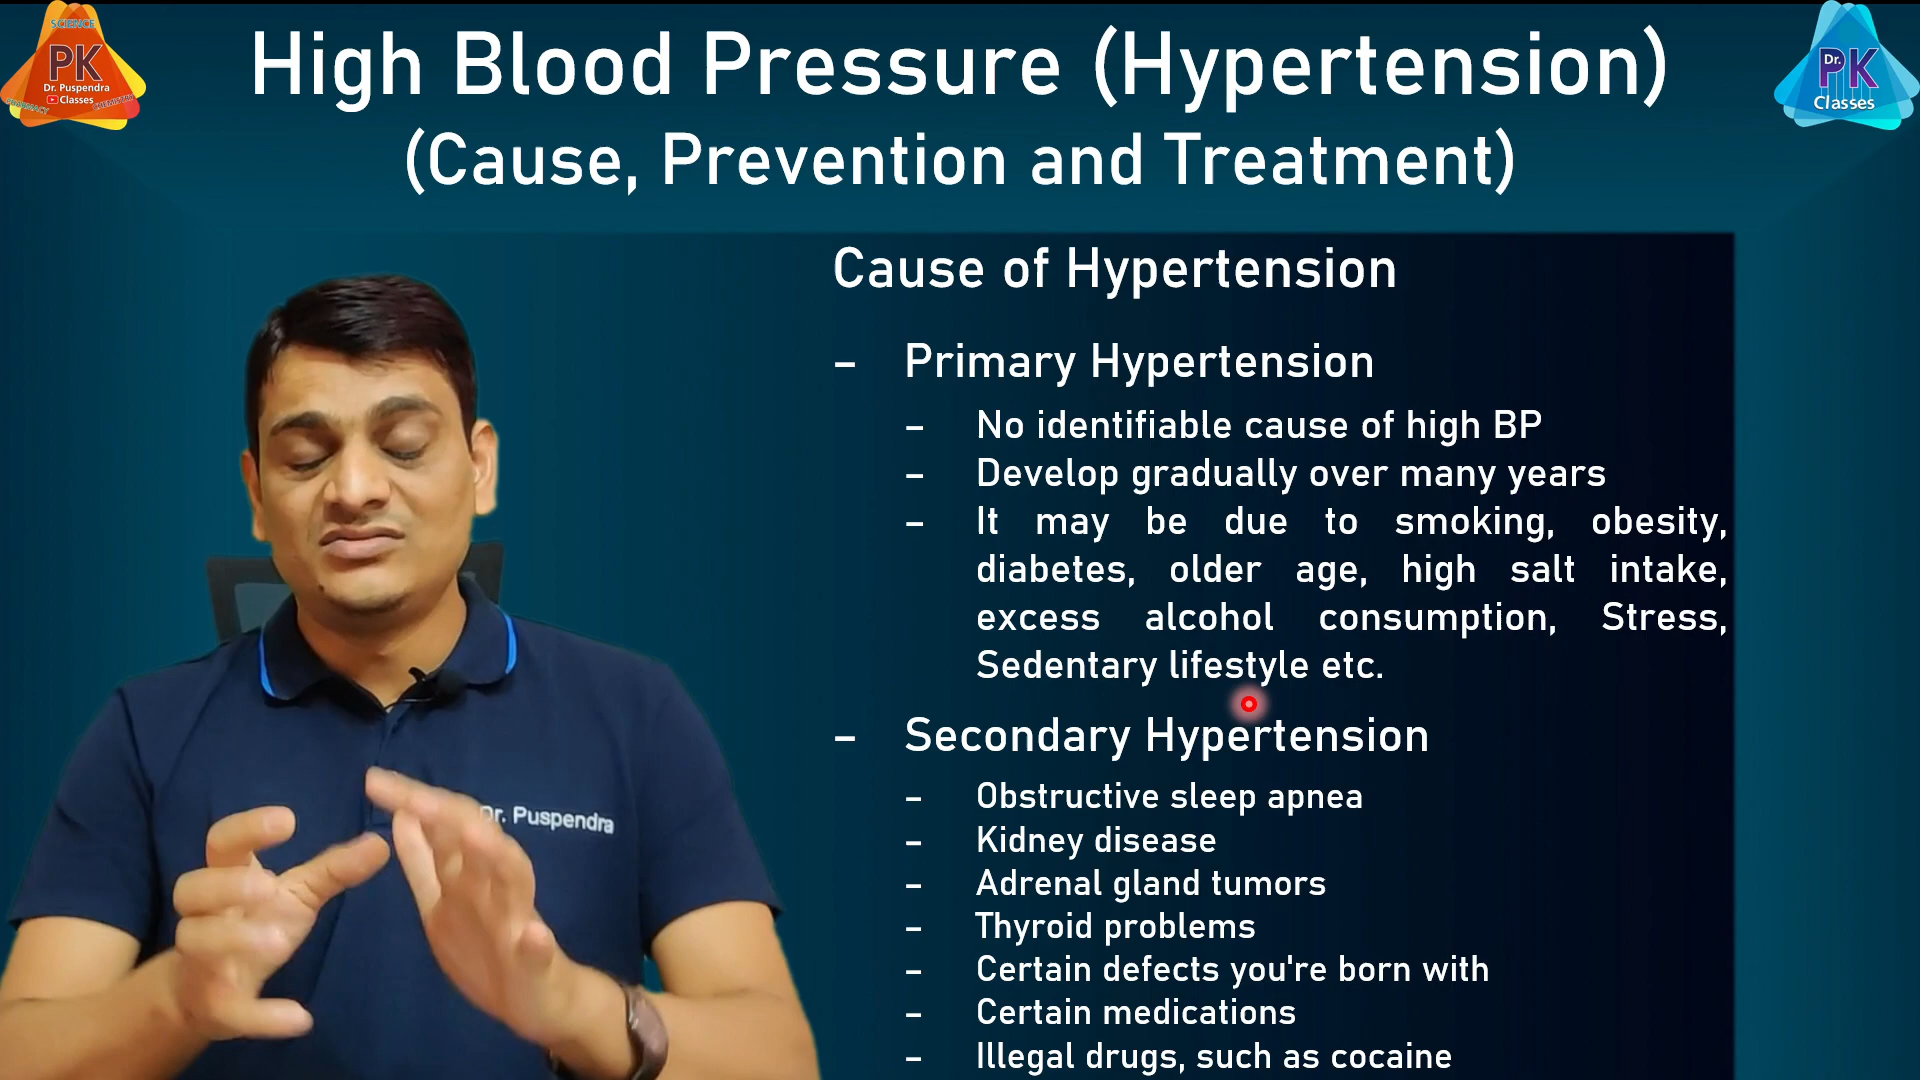 SCIENCE
PK
Dr. Puspendra
Classes
PHARMACY
CHEMISTRY
High Blood Pressure (Hypertension)
(Cause, Prevention and Treatment)
Dr.
PK
Classes
Cause of Hypertension
– Primary Hypertension
– No identifiable cause of high BP
– Develop gradually over many years
– It may be due to smoking, obesity,
diabetes, older age, high salt intake,
excess alcohol consumption, Stress,
Sedentary lifestyle etc.
– Secondary Hypertension
– Obstructive sleep apnea
– Kidney disease
– Adrenal gland tumors
– Thyroid problems
– Certain defects you're born with
– Certain medications
– Illegal drugs, such as cocaine
Dr. Puspendra